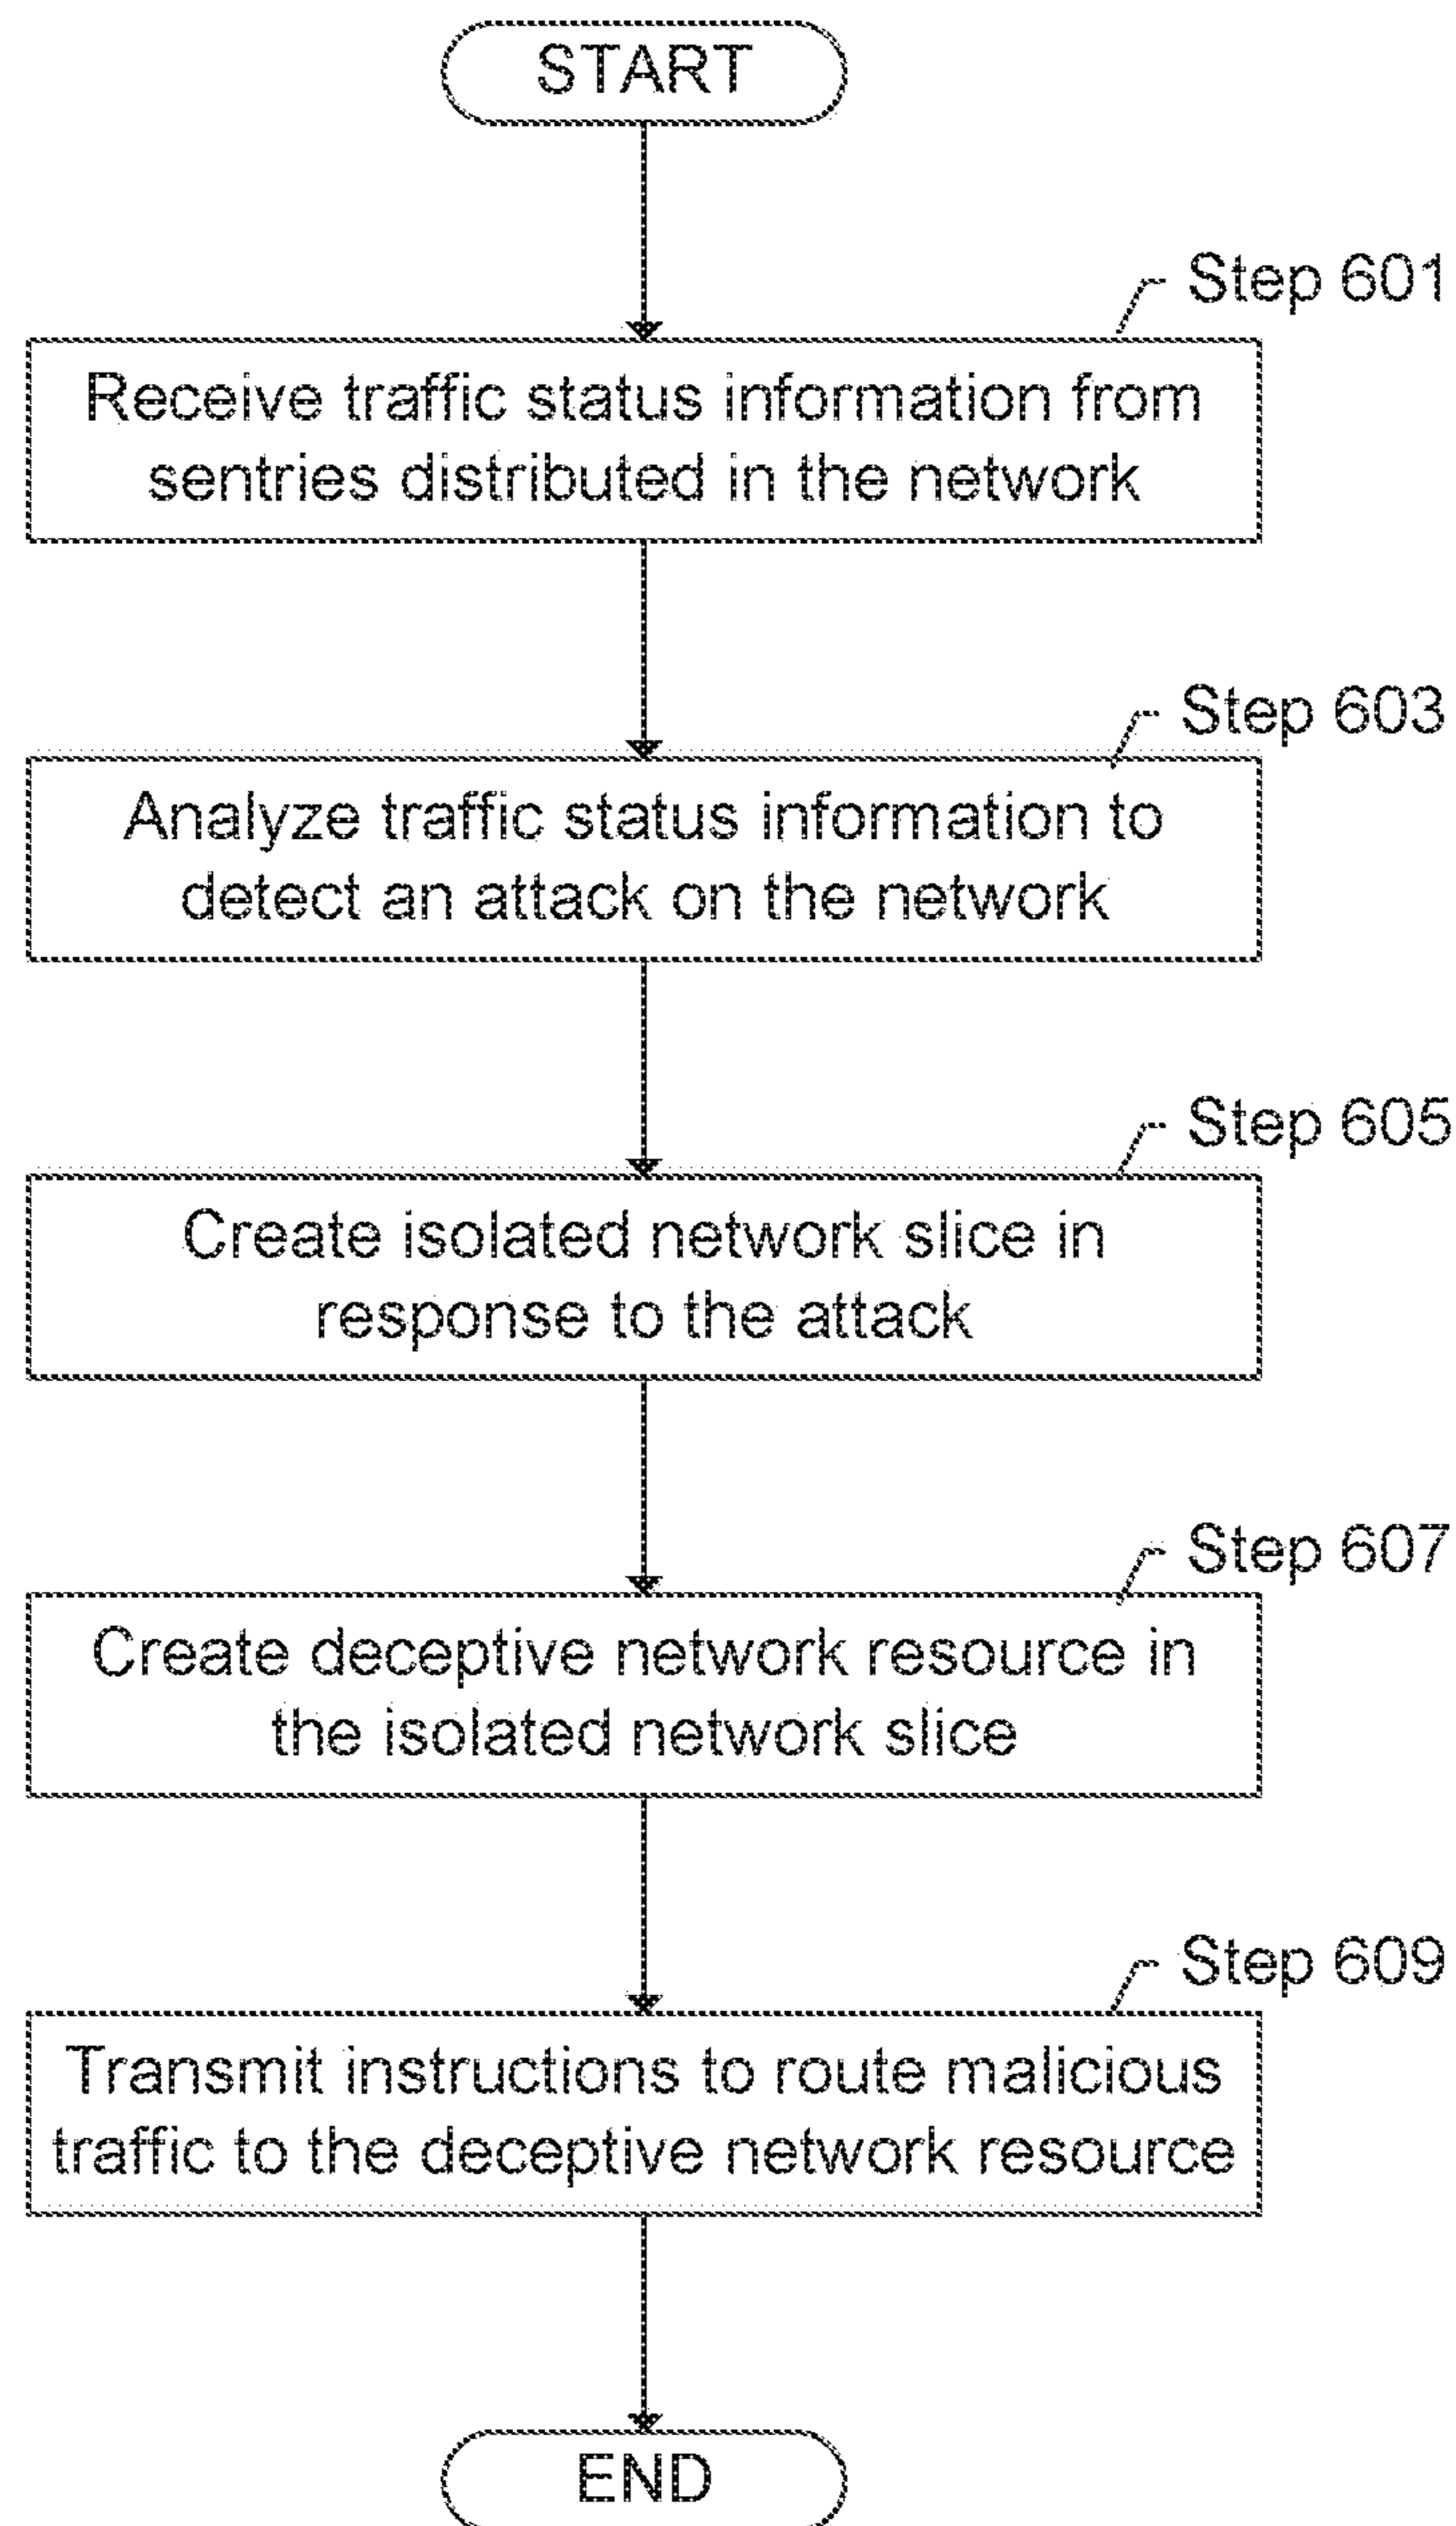 START
Step 601
Receive traffic status information from
sentries distributed in the network
Step 603
Analyze traffic status information to
detect an attack on the network
Step 605
Create isolated network slice in
response to the attack
Step 607
Create deceptive network resource in
the isolated network slice
Step 609
Transmit instructions to route malicious
traffic to the deceptive network resource
END